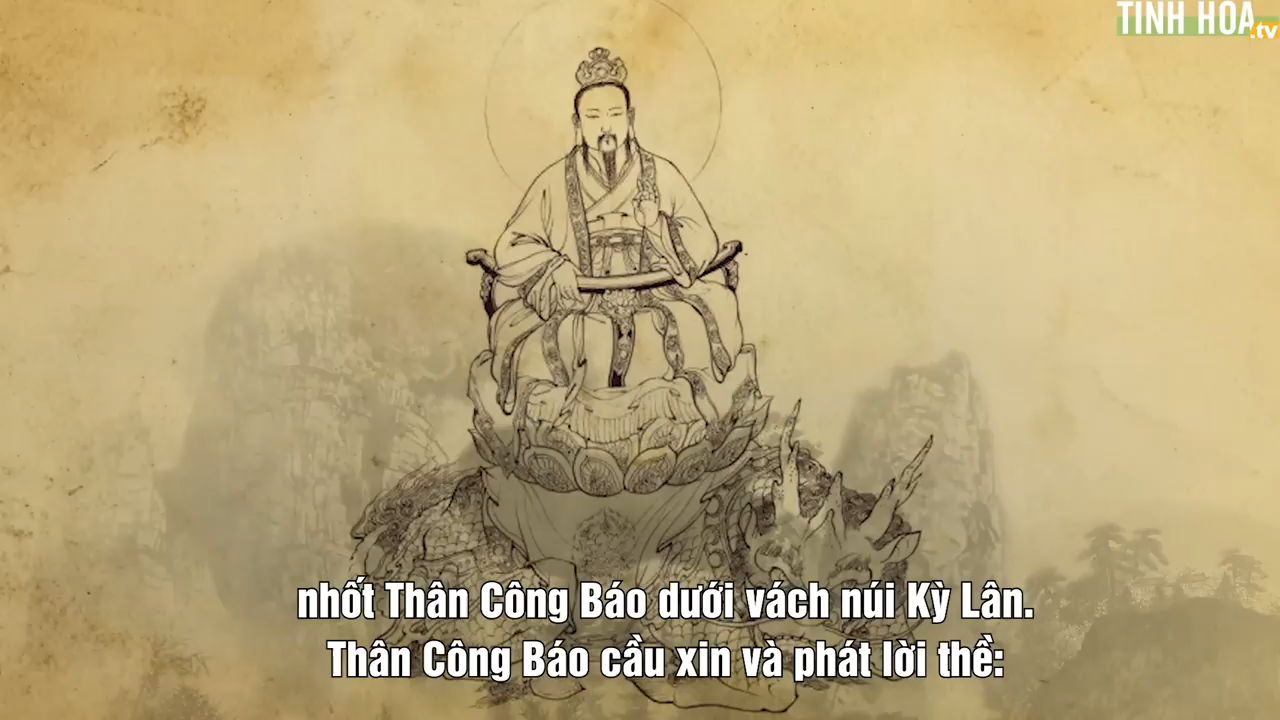 TINH HOA
.tv
nhốt Thân Công Báo dưới vách núi Kỳ Lân.
Thân Công Báo cầu xin và phát lời thề: